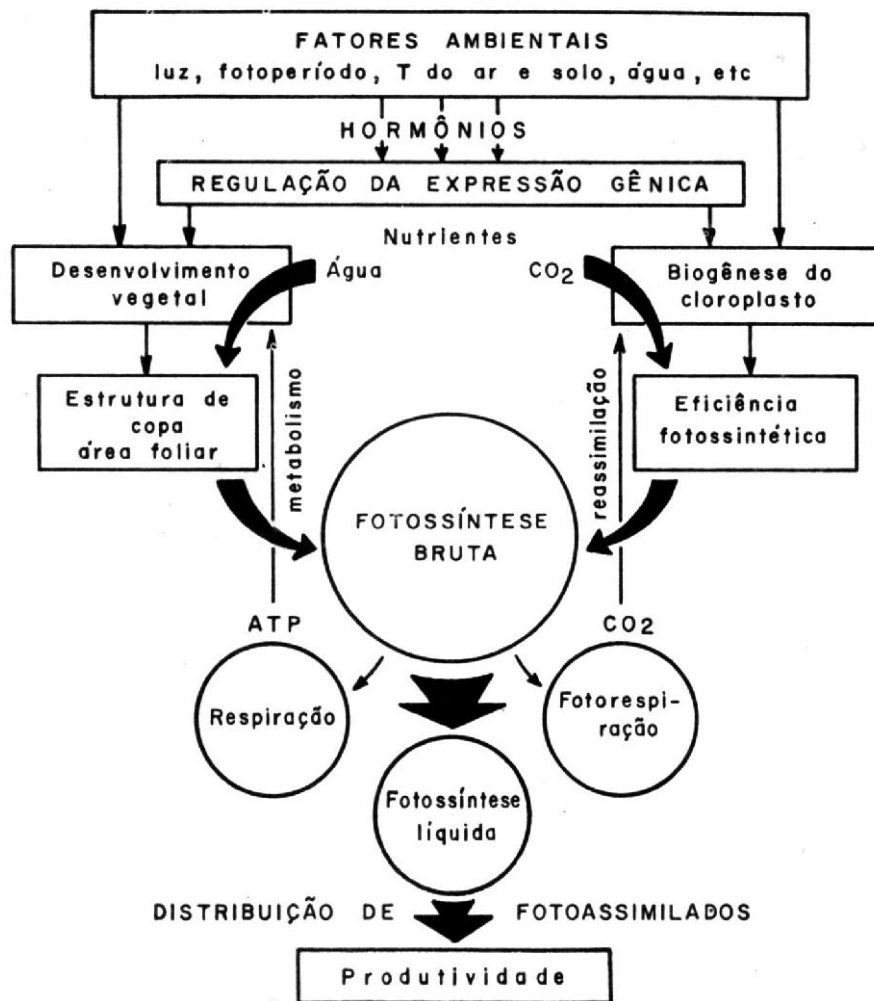 FATORES AMBIENTAIS
luz, fotoperíodo, T do ar e solo, água, etc
HORMÔNIOS
REGULAÇÃO DA EXPRESSÃO GÊNICA
Nutrientes
Desenvolvimento
vegetal
Água
CO2
Biogênese do
cloroplasto
Estrutura de
copa
área foliar
metabolismo
reassimilação
Eficiência
fotossintética
FOTOSSÍNTESE
BRUTA
ATP
CO2
Respiração
Fotorespi-
ração
Fotossíntese
líquida
DISTRIBUIÇÃO DE FOTOASSIMILADOS
Produtividade